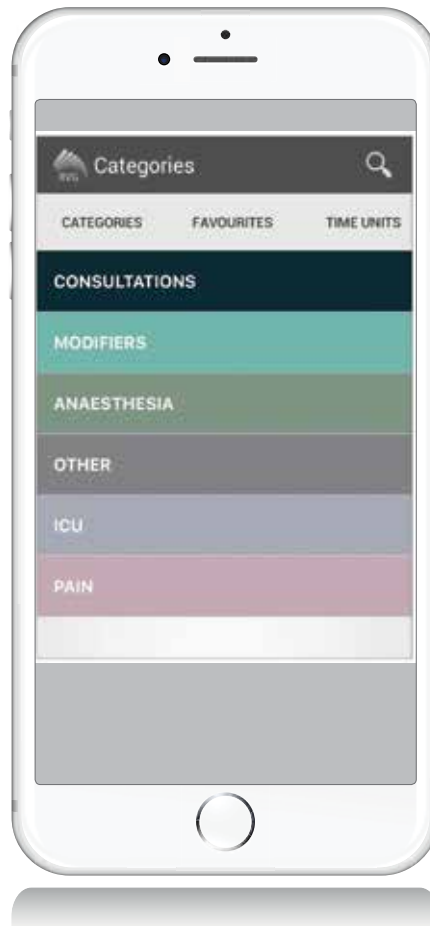 Categories
CATEGORIES FAVOURITES TIME UNITS
CONSULTATIONS
MODIFIERS
ANAESTHESIA
OTHER
ICU
PAIN